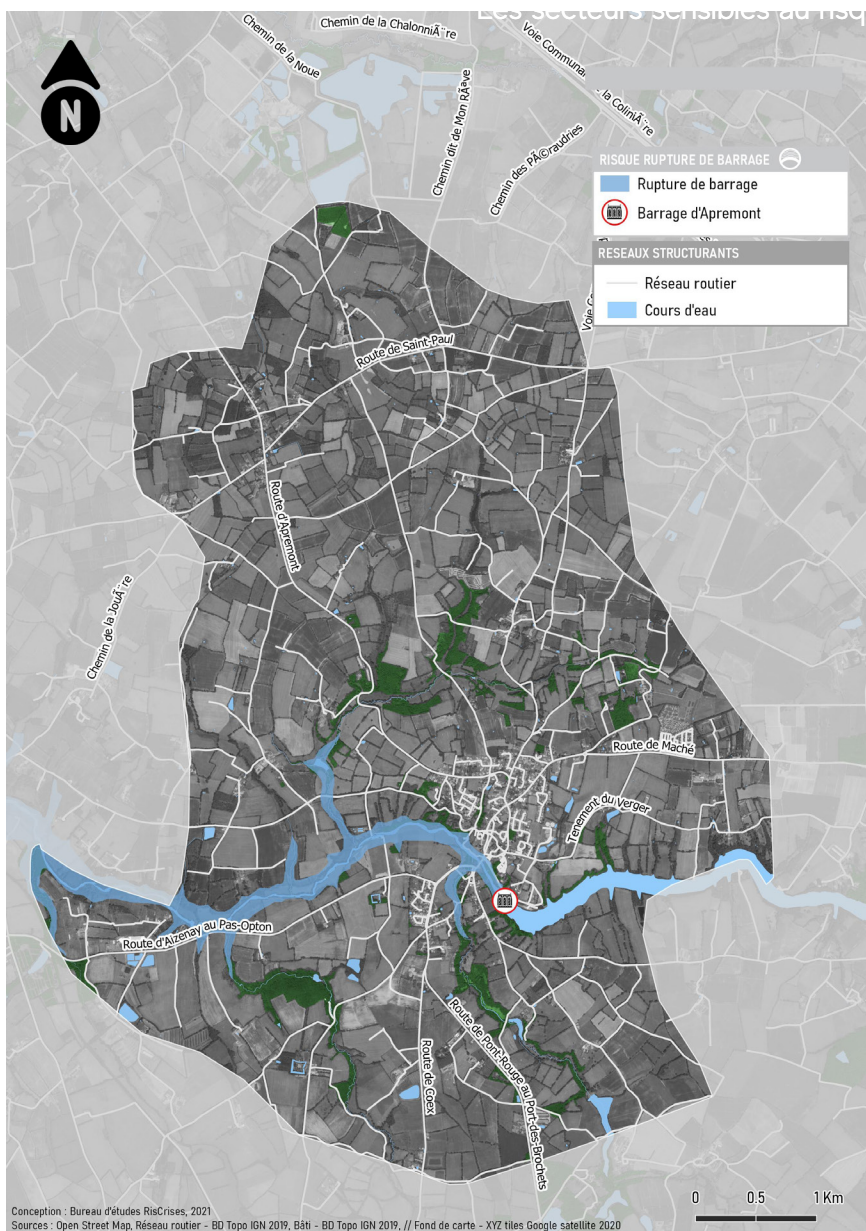 Les secteurs sensibles au
Chemin de la ChalonniÃ¨re
Chemin de la Noue
Voie Communa
la ColiniÃ¨re
Chemin dit de Mon RÃªve
Chemin des PÃ©raudries
N
RISQUE RUPTURE DE BARRAGE
Rupture de barrage
Barrage d'Apremont
RESEAUX STRUCTURANTS
Réseau routier
Cours d'eau
Route de Saint-Paul
Route d'Apremont
Chemin de la JouÃ¨re
Route de Maché
Tenement du Verger
Route d'Aizenay au Pas-Opton
Route de Pont-Rouge au Port-des-Brochets
Route de Coex
0 0.5 1 Km
Conception : Bureau d'études RisCrises, 2021
Sources : Open Street Map, Réseau routier - BD Topo IGN 2019, Bâti - BD Topo IGN 2019, // Fond de carte - XYZ tiles Google satellite 2020